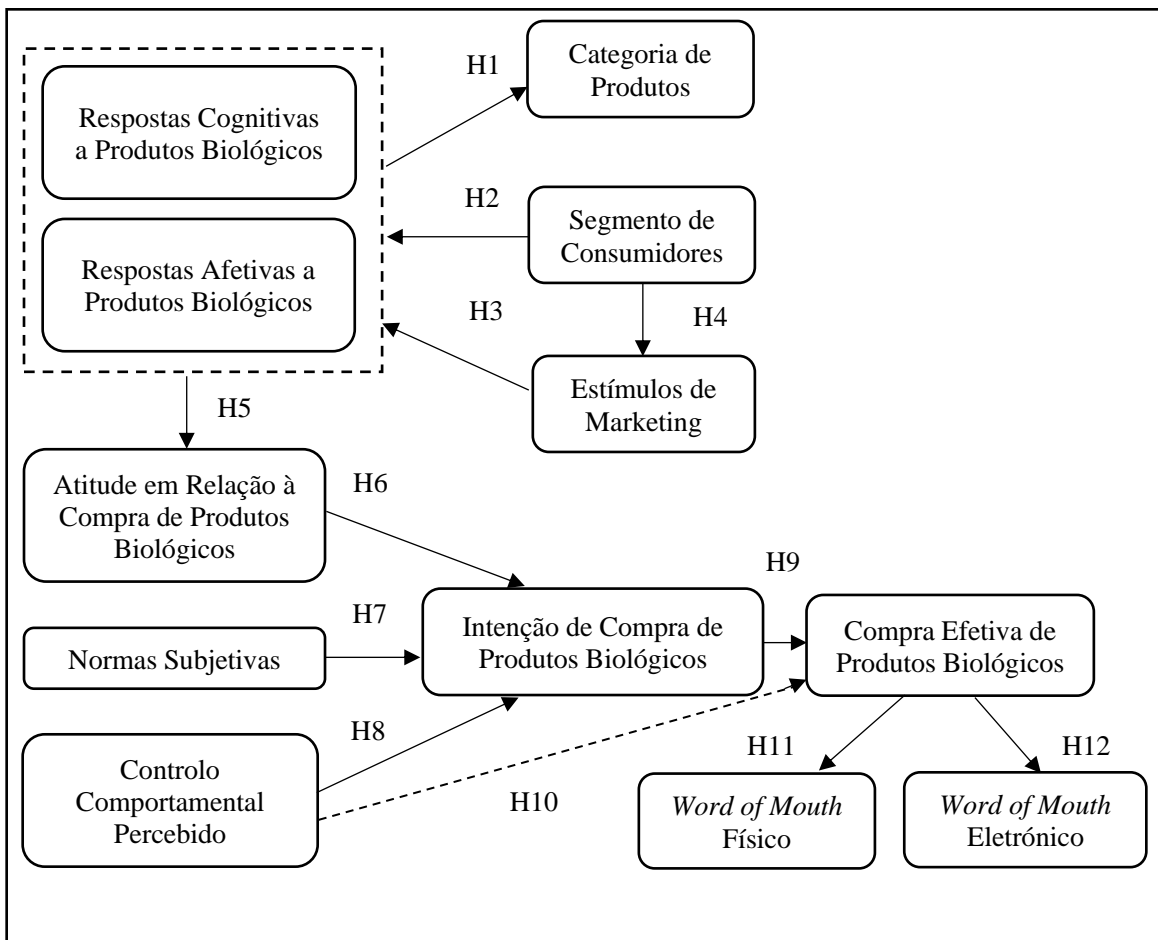 H1
Categoria de
Produtos
Respostas Cognitivas
a Produtos Biológicos
H2
Segmento de
Consumidores
Respostas Afetivas a
Produtos Biológicos
H3
H4
Estímulos de
Marketing
H5
Atitude em Relação à
Compra de Produtos
Biológicos
H6
H9
H7
Intenção de Compra de
Produtos Biológicos
Compra Efetiva de
Produtos Biológicos
Normas Subjetivas
H8
H11
H12
Controlo
Comportamental
Percebido
H10
Word of Mouth
Físico
Word of Mouth
Eletrónico